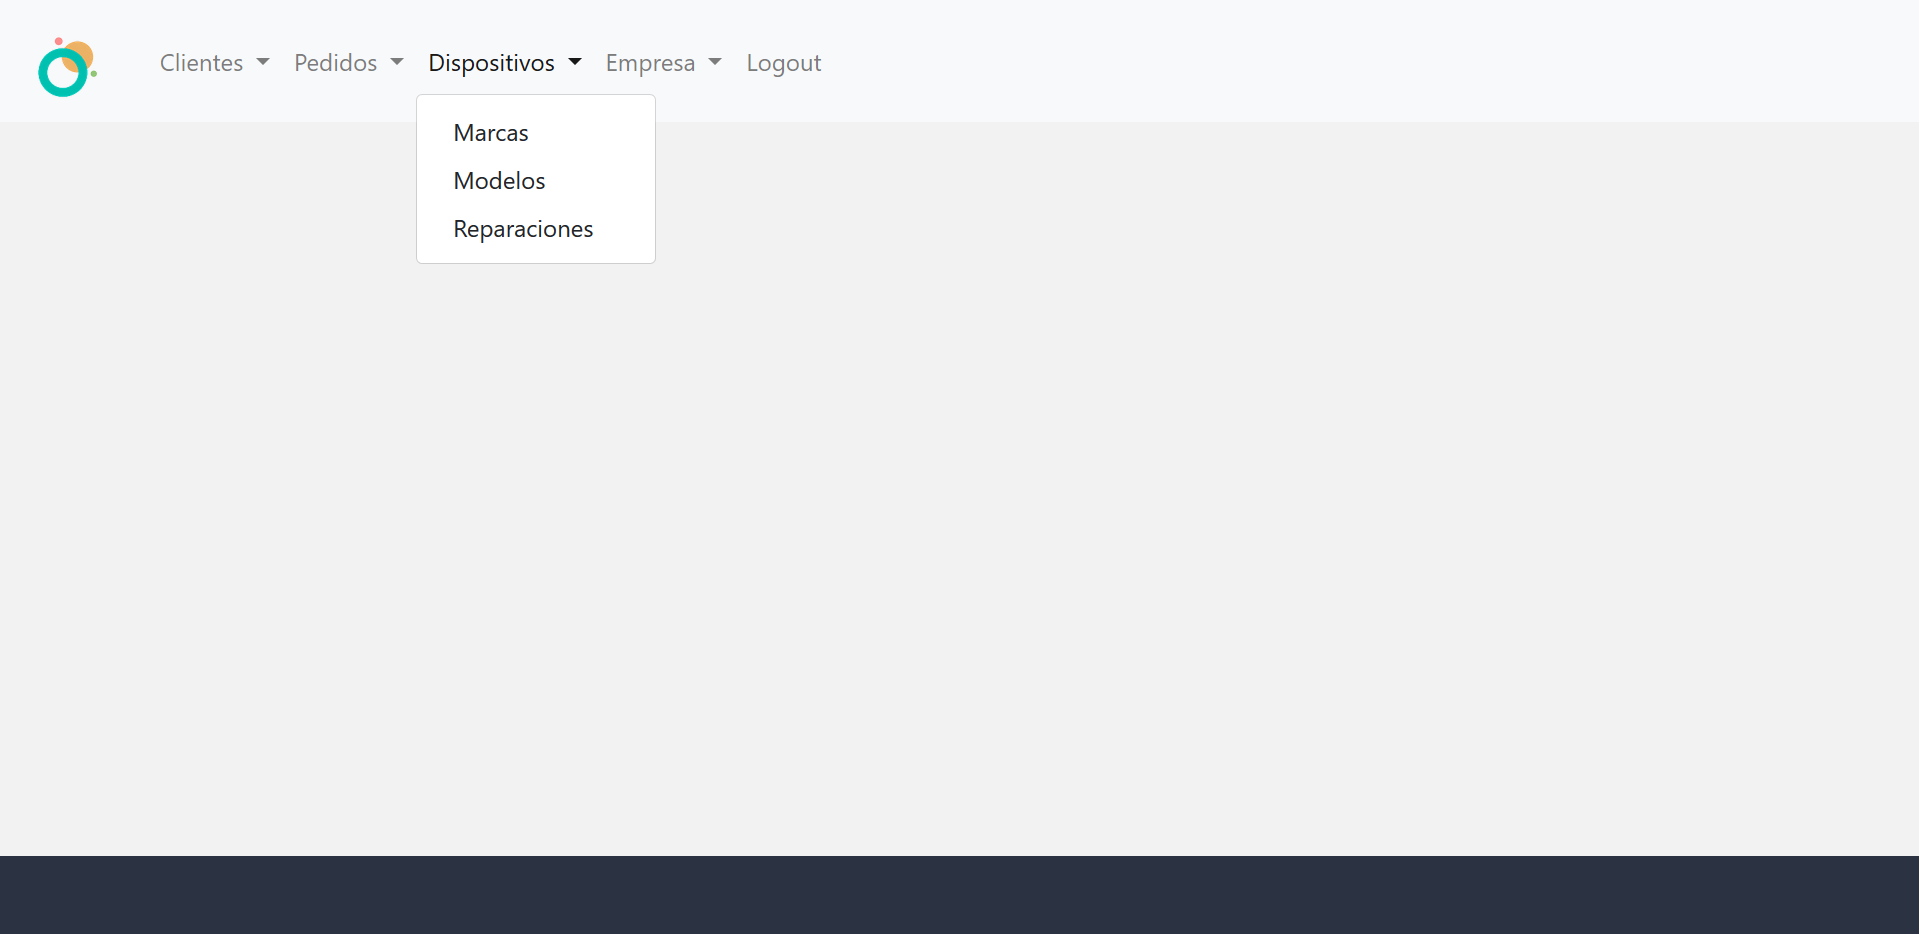 Clientes Pedidos Dispositivos Empresa Logout
Marcas
Modelos
Reparaciones